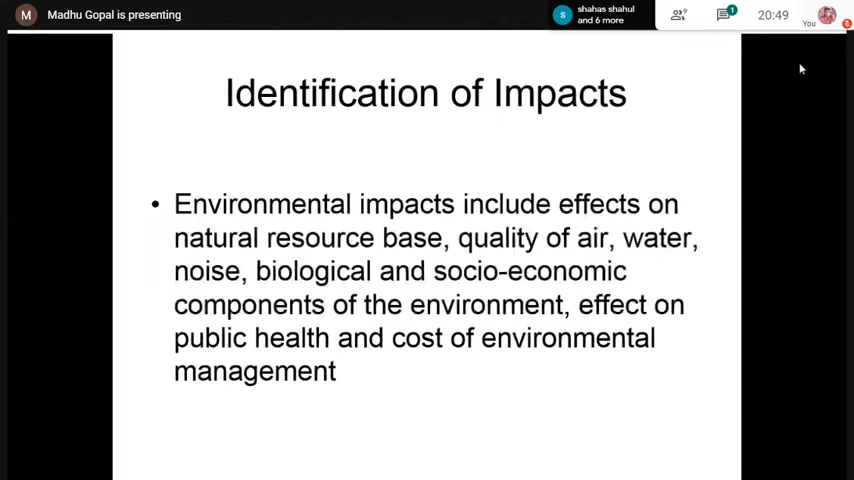 M Madhu Gopal is presenting
S shahas shahul
and 6 more
1
20:49
You
Identification of Impacts
• Environmental impacts include effects on
natural resource base, quality of air, water,
noise, biological and socio-economic
components of the environment, effect on
public health and cost of environmental
management